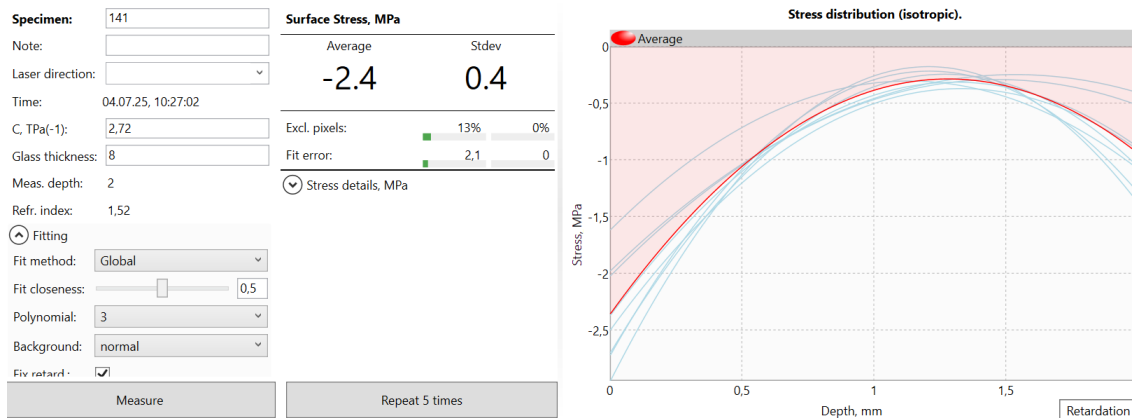 Specimen: 141
Note:
Laser direction:
Time: 04.07.25, 10:27:02
C, TPa(-1): 2,72
Glass thickness: 8
Meas. depth: 2
Refr. index: 1,52
Fitting
Fit method: Global
Fit closeness: 0,5
Polynomial: 3
Background: normal
Fix retard.:
Measure
Surface Stress, MPa
Average Stdev
-2.4 0.4
Excl. pixels: 13% 0%
Fit error: 2,1 0
Stress details, MPa
Repeat 5 times
Stress distribution (isotropic).
Average
Stress, MPa
0
-0,5
-1
-1,5
-2
-2,5
0 0,5 1 1,5
Depth, mm
Retardation